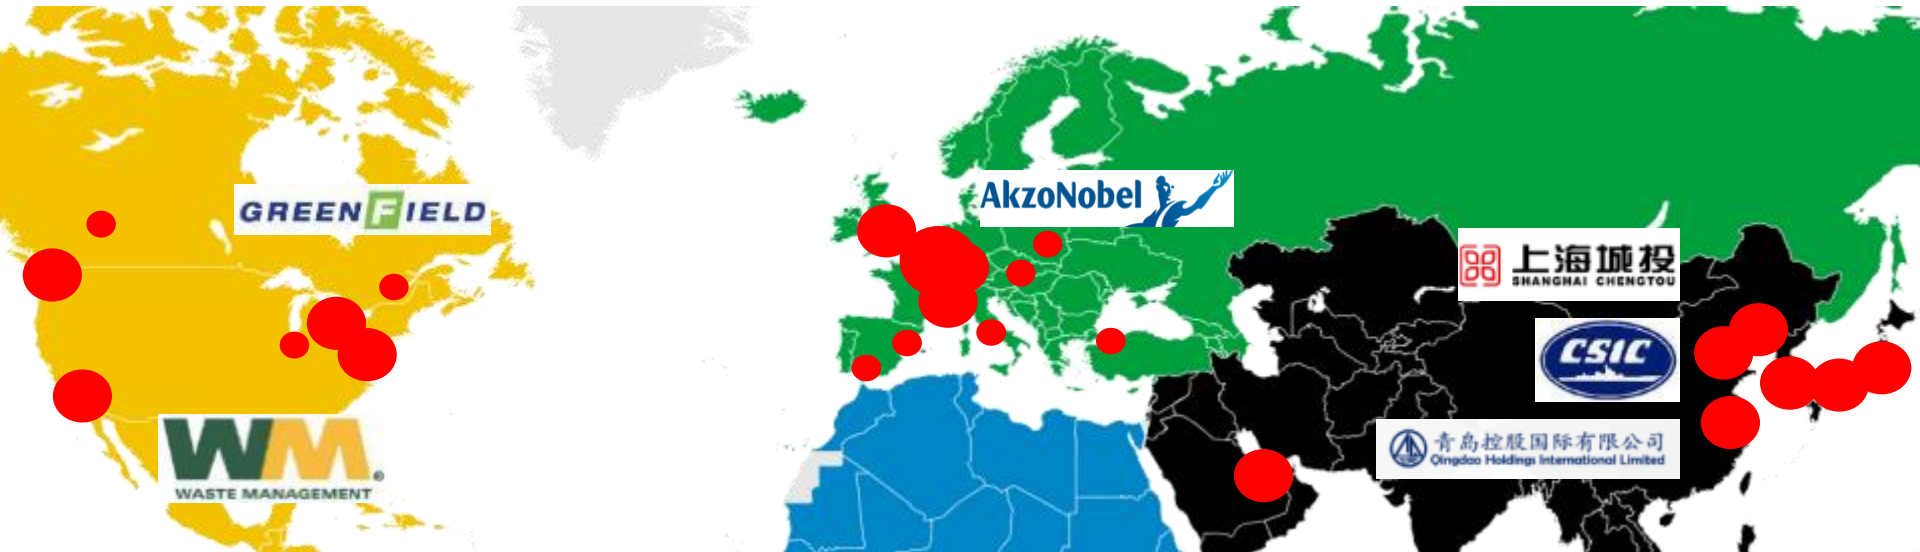 GREENFIELD
AkzoNobel
上海城投
SHANGHAI CHENGTOU
CSIC
青岛控股国际有限公司
Qingdao Holdings International Limited
WM®
WASTE MANAGEMENT